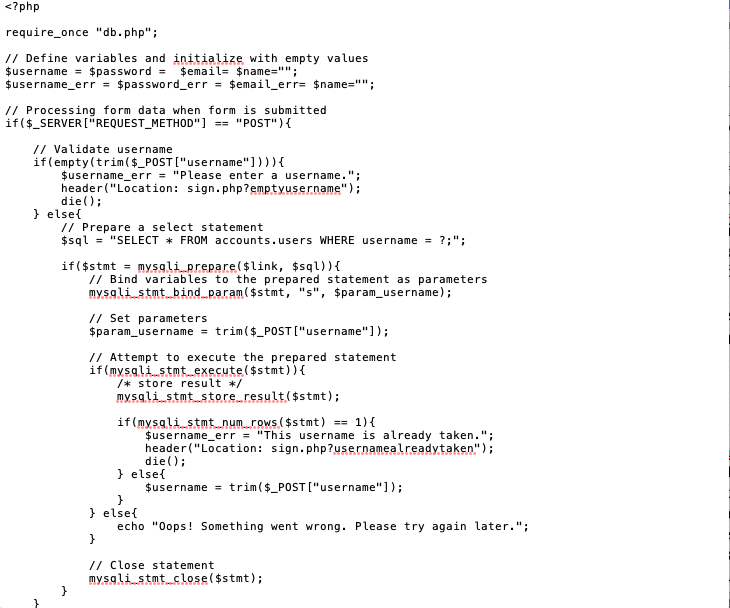 <?php
require_once "db.php";
// Define variables and initialize with empty values
$username = $password =  $email= $name="";
$username_err = $password_err = $email_err= $name="";
// Processing form data when form is submitted
if($_SERVER["REQUEST_METHOD"] == "POST"){
    // Validate username
    if(empty(trim($_POST["username"]))){
        $username_err = "Please enter a username.";
        header("Location: sign.php?emptyusername");
        die();
    } else{
        // Prepare a select statement
        $sql = "SELECT * FROM accounts.users WHERE username = ?;";
        if($stmt = mysqli_prepare($link, $sql)){
            // Bind variables to the prepared statement as parameters
            mysqli_stmt_bind_param($stmt, "s", $param_username);
            // Set parameters
            $param_username = trim($_POST["username"]);
            // Attempt to execute the prepared statement
            if(mysqli_stmt_execute($stmt)){
                /* store result */
                mysqli_stmt_store_result($stmt);
                if(mysqli_stmt_num_rows($stmt) == 1){
                    $username_err = "This username is already taken.";
                    header("Location: sign.php?usernamealreadytaken");
                    die();
                } else{
                    $username = trim($_POST["username"]);
                }
            } else{
                echo "Oops! Something went wrong. Please try again later.";
            }
            // Close statement
            mysqli_stmt_close($stmt);
        }
    }